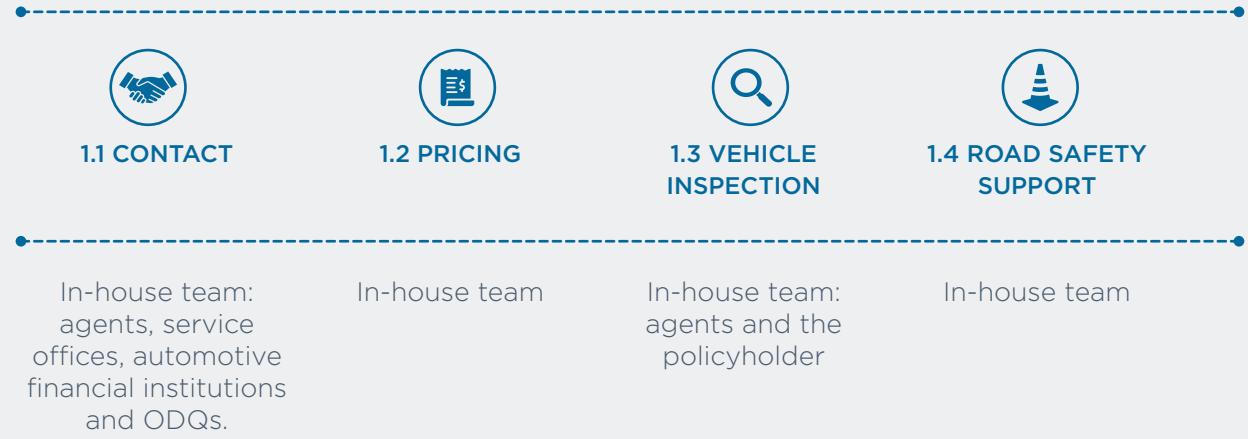 $
1.1 CONTACT
1.2 PRICING
1.3 VEHICLE
INSPECTION
1.4 ROAD SAFETY
SUPPORT
In-house team:
agents, service
offices, automotive
financial institutions
and ODQs.
In-house team
In-house team:
agents and the
policyholder
In-house team